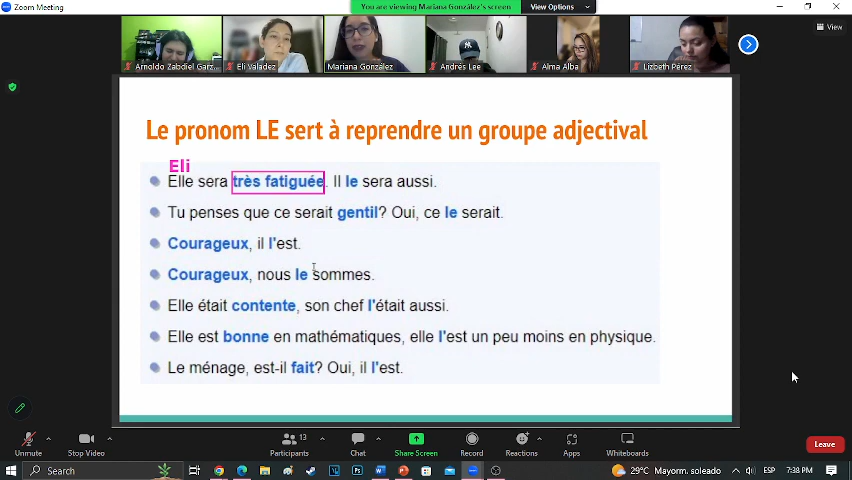 Zoom Meeting
You are viewing Mariana González's screen
View Options
View
Arnoldo Zabdiel Garz...
Eli Valadez
Mariana González
Andrés Lee
Alma Alba
Lizbeth Pérez
Le pronom LE sert à reprendre un groupe adjectival
Eli
Elle sera très fatiguée. Il le sera aussi.
Tu penses que ce serait gentil? Oui, ce le serait.
Courageux, il l'est.
Courageux, nous le sommes.
Elle était contente, son chef l'était aussi.
Elle est bonne en mathématiques, elle l'est un peu moins en physique.
Le ménage, est-il fait? Oui, il l'est.
Unmute
Stop Video
13
Participants
Chat
Share Screen
Record
Reactions
Apps
Whiteboards
Leave
Search
29°C Mayorm. soleado
ESP
7:38 PM